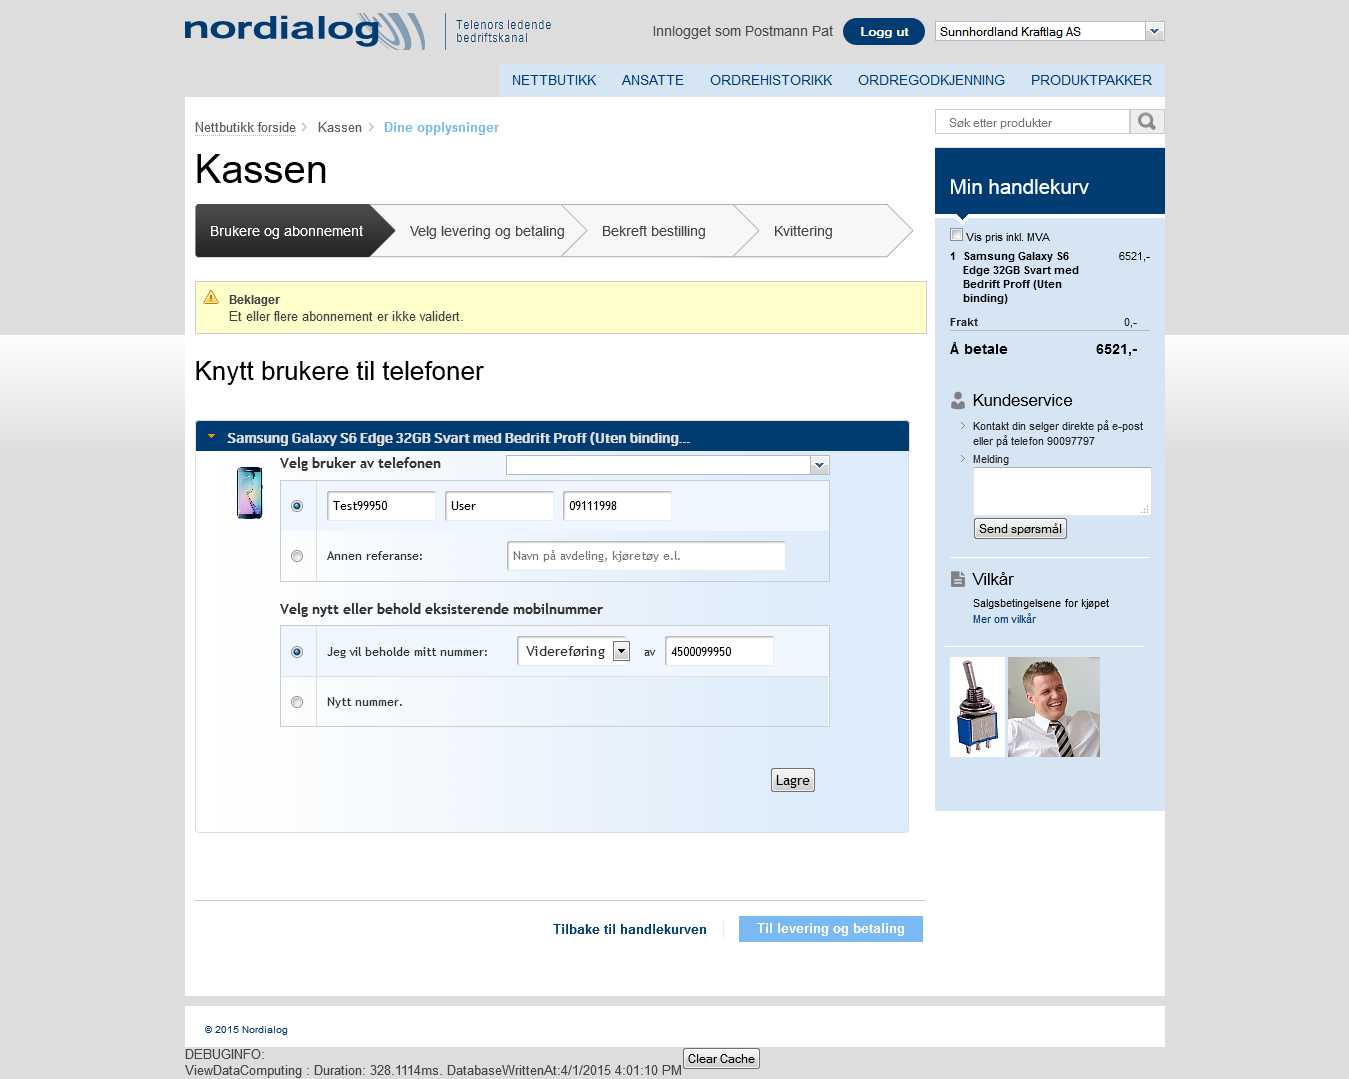 nordialog
Telenors ledende
bedriftskanal
Innlogget som Postmann Pat
Logg ut
Sunnhordland Kraftlag AS
NETTBUTIKK ANSATTE ORDREHISTORIKK ORDREGODKJENNING PRODUKTPAKKER
Nettbutikk forside Kassen Dine opplysninger
Søk etter produkter
Kassen
Brukere og abonnement Velg levering og betaling Bekreft bestilling Kvittering
Beklager
Et eller flere abonnement er ikke validert.
Knytt brukere til telefoner
Samsung Galaxy S6 Edge 32GB Svart med Bedrift Proff (Uten binding...
Velg bruker av telefonen
Test99950 User 09111998
Annen referanse: Navn på avdeling, kjøretøy e.l.
Velg nytt eller behold eksisterende mobilnummer
Jeg vil beholde mitt nummer: Videreføring av 4500099950
Nytt nummer.
Lagre
Tilbake til handlekurven Til levering og betaling
Min handlekurv
Vis pris inkl. MVA
1 Samsung Galaxy S6 6521,-
Edge 32GB Svart med
Bedrift Proff (Uten
binding)
Frakt 0,-
Å betale 6521,-
Kundeservice
Kontakt din selger direkte på e-post
eller på telefon 90097797
Melding
Send spørsmål
Vilkår
Salgsbetingelsene for kjøpet
Mer om vilkår
© 2015 Nordialog
DEBUGINFO:
ViewDataComputing : Duration: 328.1114ms. DatabaseWrittenAt:4/1/2015 4:01:10 PM Clear Cache